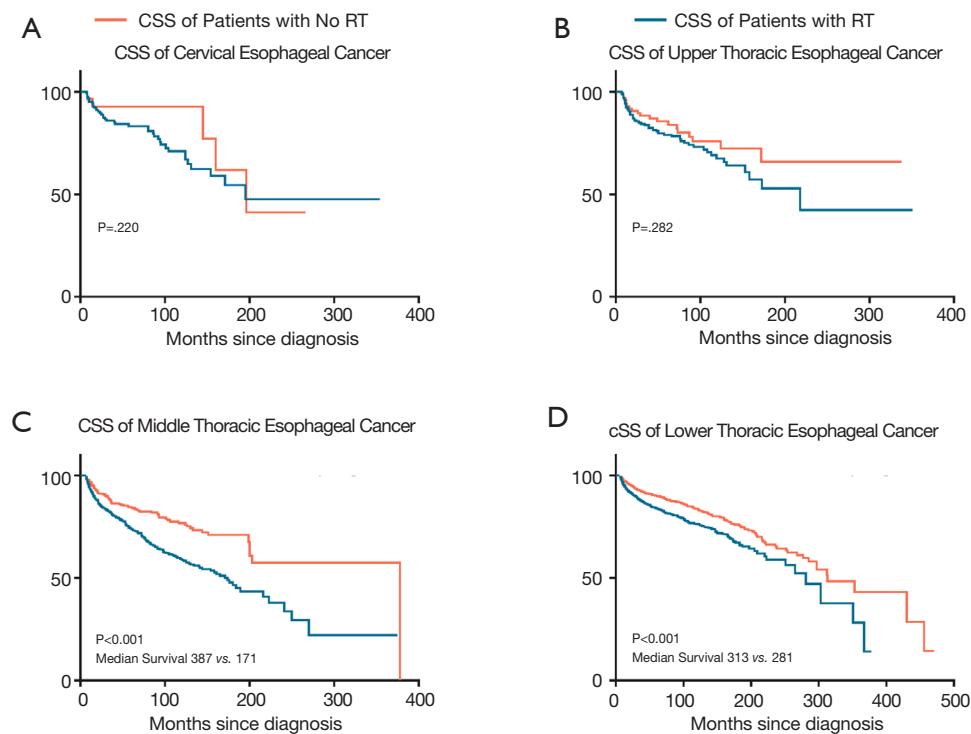 CSS of Patients with No RT
CSS of Patients with RT
A
CSS of Cervical Esophageal Cancer
100
50
0
P=.220
0 100 200 300 400
Months since diagnosis
B
CSS of Upper Thoracic Esophageal Cancer
100
50
0
P=.282
0 100 200 300 400
Months since diagnosis
C
CSS of Middle Thoracic Esophageal Cancer
100
50
0
P<0.001
Median Survival 387 vs. 171
0 100 200 300 400
Months since diagnosis
D
cSS of Lower Thoracic Esophageal Cancer
100
50
0
P<0.001
Median Survival 313 vs. 281
0 100 200 300 400 500
Months since diagnosis